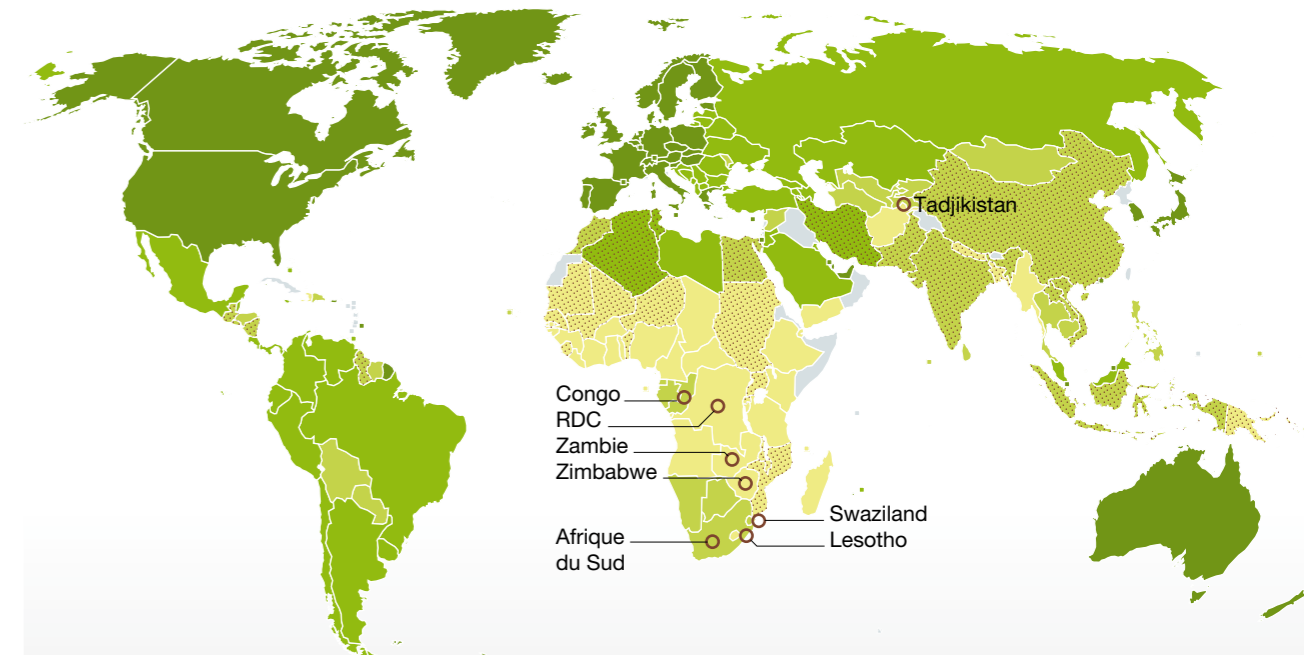 Tadjikistan
Congo
RDC
Zambie
Zimbabwe
Swaziland
Lesotho
Afrique
du Sud